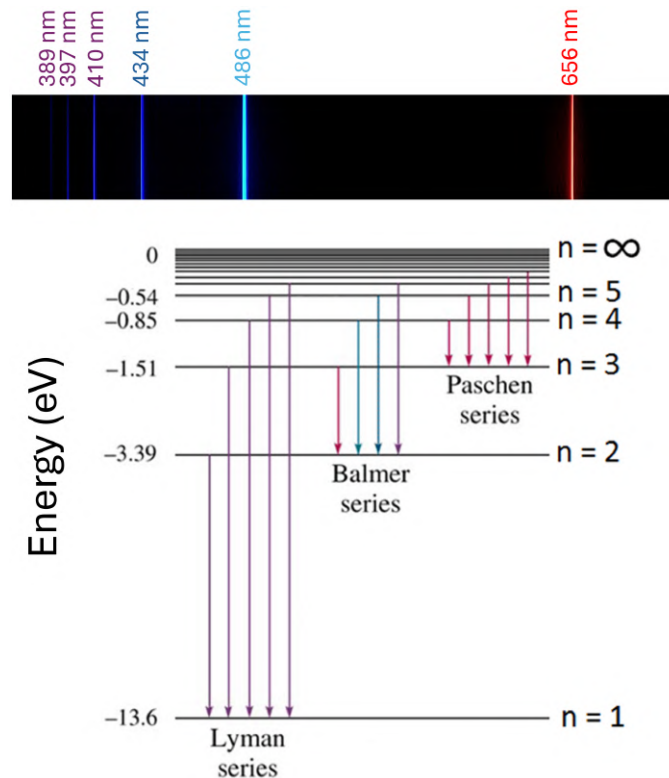 389 nm
397 nm
410 nm
434 nm
486 nm
656 nm
Energy (eV)
0
n = ∞
−0.54
n = 5
−0.85
n = 4
−1.51
n = 3
Paschen
series
−3.39
n = 2
Balmer
series
−13.6
n = 1
Lyman
series